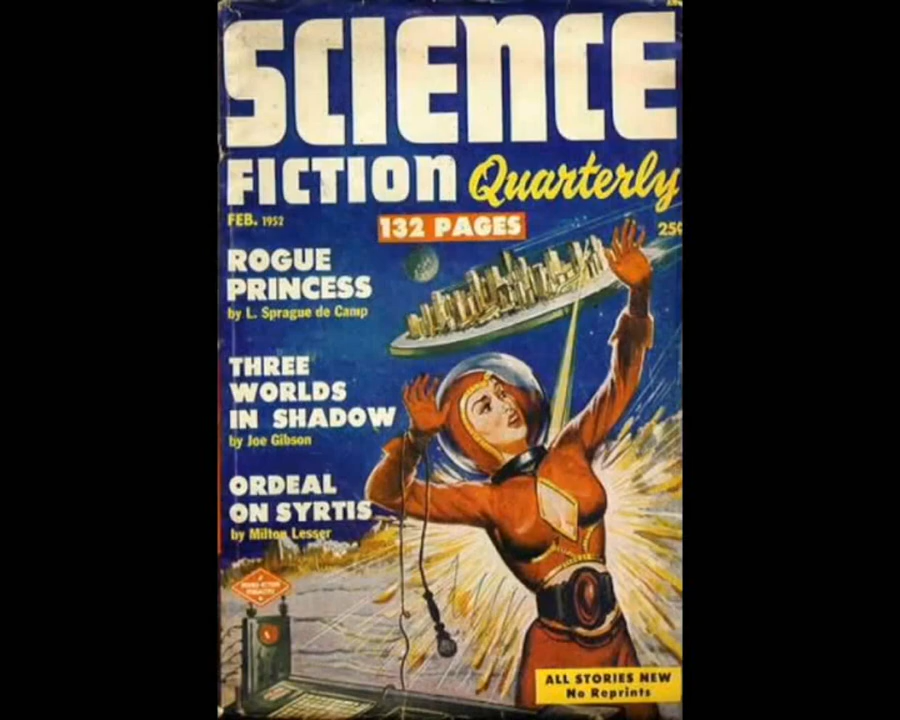 SCIENCE
FICTION Quarterly
FEB. 1952
132 PAGES
25¢
ROGUE
PRINCESS
by L. Sprague de Camp
THREE
WORLDS
IN SHADOW
by Joe Gibson
ORDEAL
ON SYRTIS
by Milton Lesser
ALL STORIES NEW
No Reprints